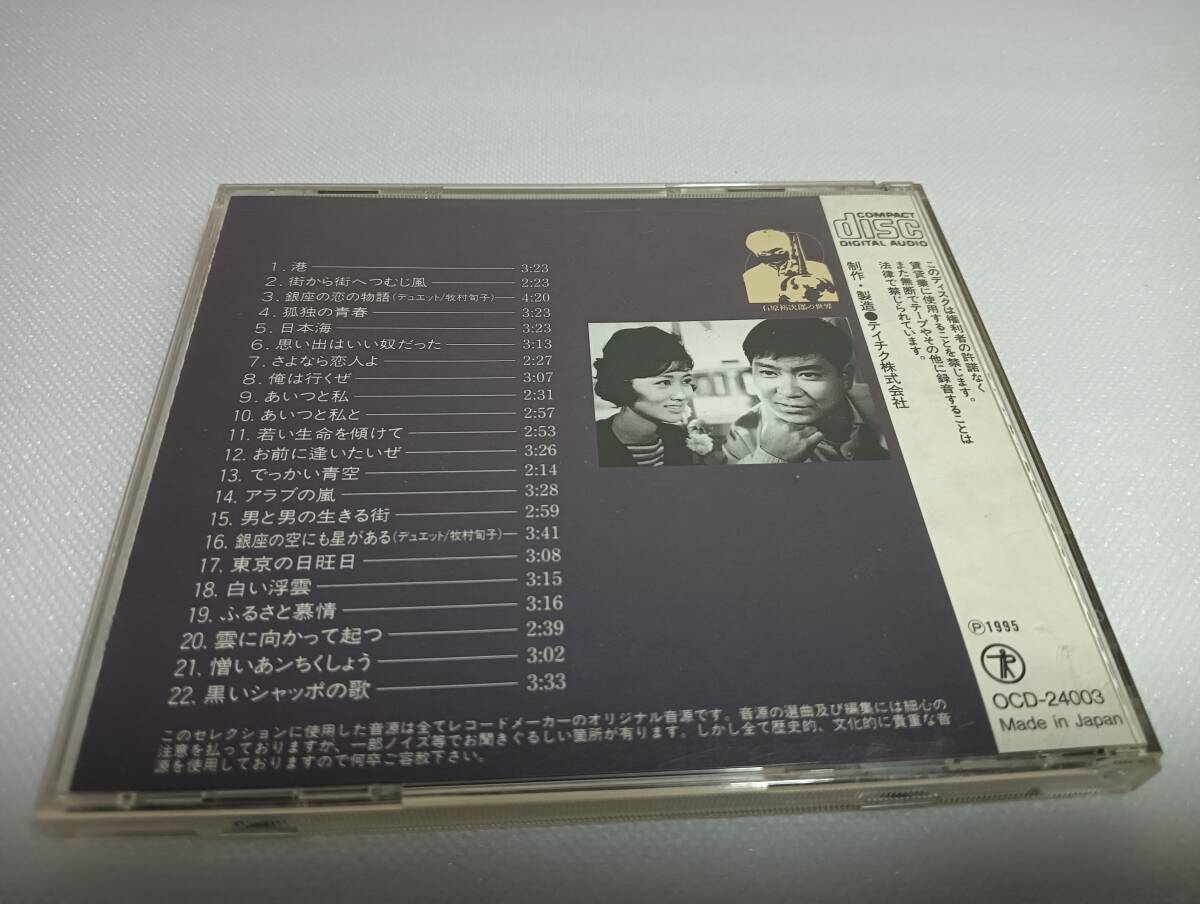 1. 港 3:23
2. 街から街へつむじ風 2:23
3. 銀座の恋の物語(デュエット/牧村旬子) 4:20
4. 孤独の青春 3:23
5. 日本海 3:23
6. 思い出はいい奴だった 3:13
7. さよなら恋人よ 2:27
8. 俺は行くぜ 3:07
9. あいつと私 2:31
10. あいつと私と 2:57
11. 若い生命を傾けて 2:53
12. お前に逢いたいぜ 3:26
13. でっかい青空 2:14
14. アラブの嵐 3:28
15. 男と男の生きる街 2:59
16. 銀座の空にも星がある(デュエット/牧村旬子) 3:41
17. 東京の日旺日 3:08
18. 白い浮雲 3:15
19. ふるさと慕情 3:16
20. 雲に向かって起つ 2:39
21. 憎いあンちくしょう 3:02
22. 黒いシャッポの歌 3:33
このセレクションに使用した音源は全てレコードメーカーのオリジナル音源です。音源の選曲及び編集には細心の
注意を払っておりますが、一部ノイズ等でお聞きぐるしい箇所が有ります。しかし全て歴史的、文化的に貴重な音
源を使用しておりますので何卒ご容赦下さい。
石原裕次郎の世界
COMPACT
disc
DIGITAL AUDIO
このディスクは権利者の許諾なく
賃貸業に使用することを禁じます。
また無断でテープやその他に録音することは
法律で禁じられています。
制作・製造●テイチク株式会社
℗1995
OCD-24003
Made in Japan